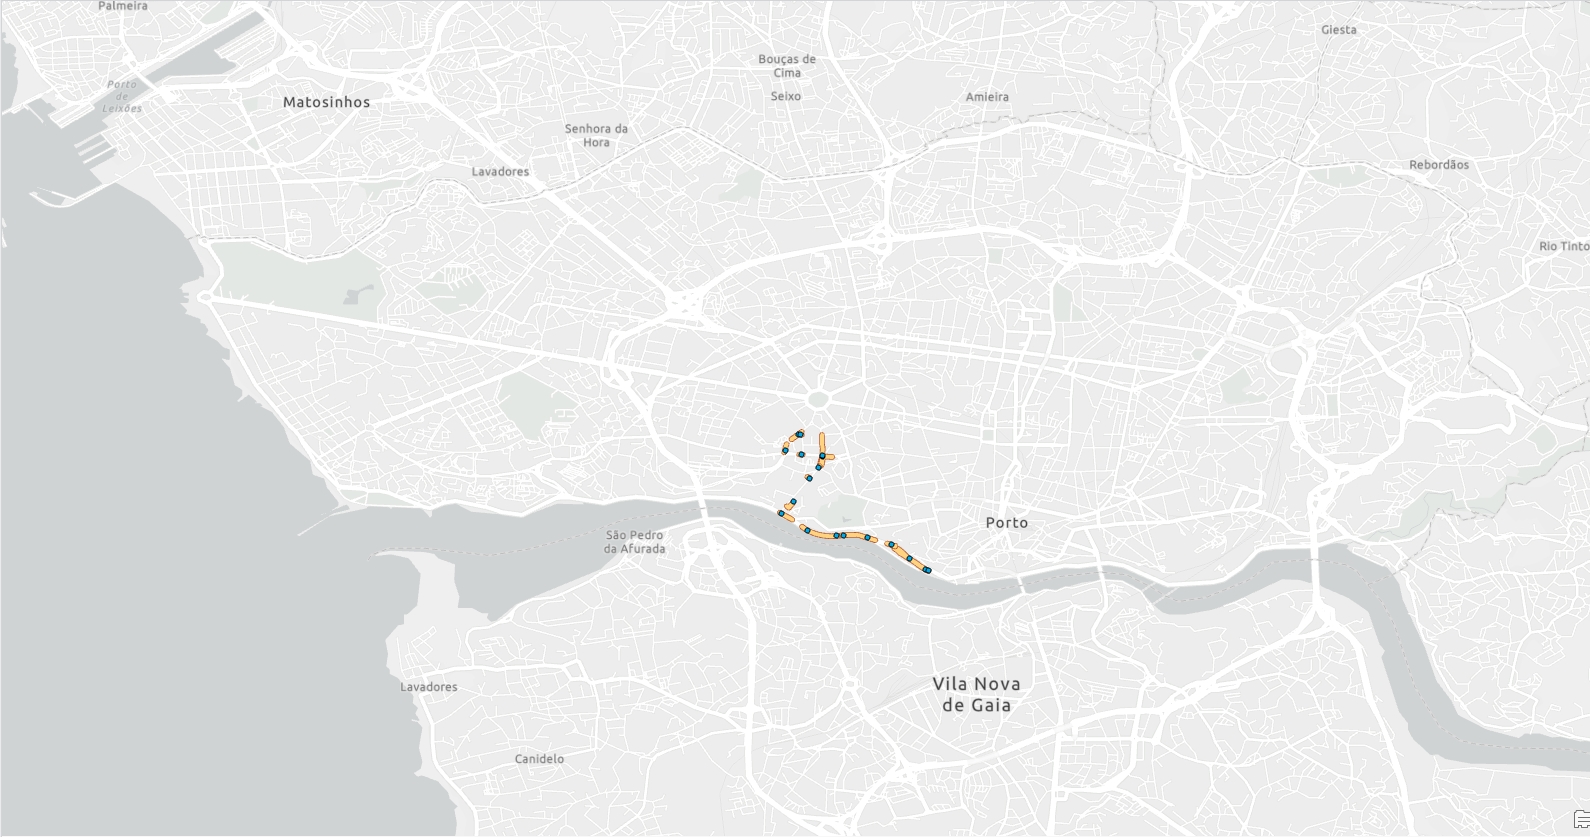 Palmeira
Giesta
Bouças de
Cima
Porto
de
Leixões
Matosinhos
Seixo
Amieira
Senhora da
Hora
Lavadores
Rebordãos
Rio Tinto
Porto
São Pedro
da Afurada
Lavadores
Vila Nova
de Gaia
Canidelo